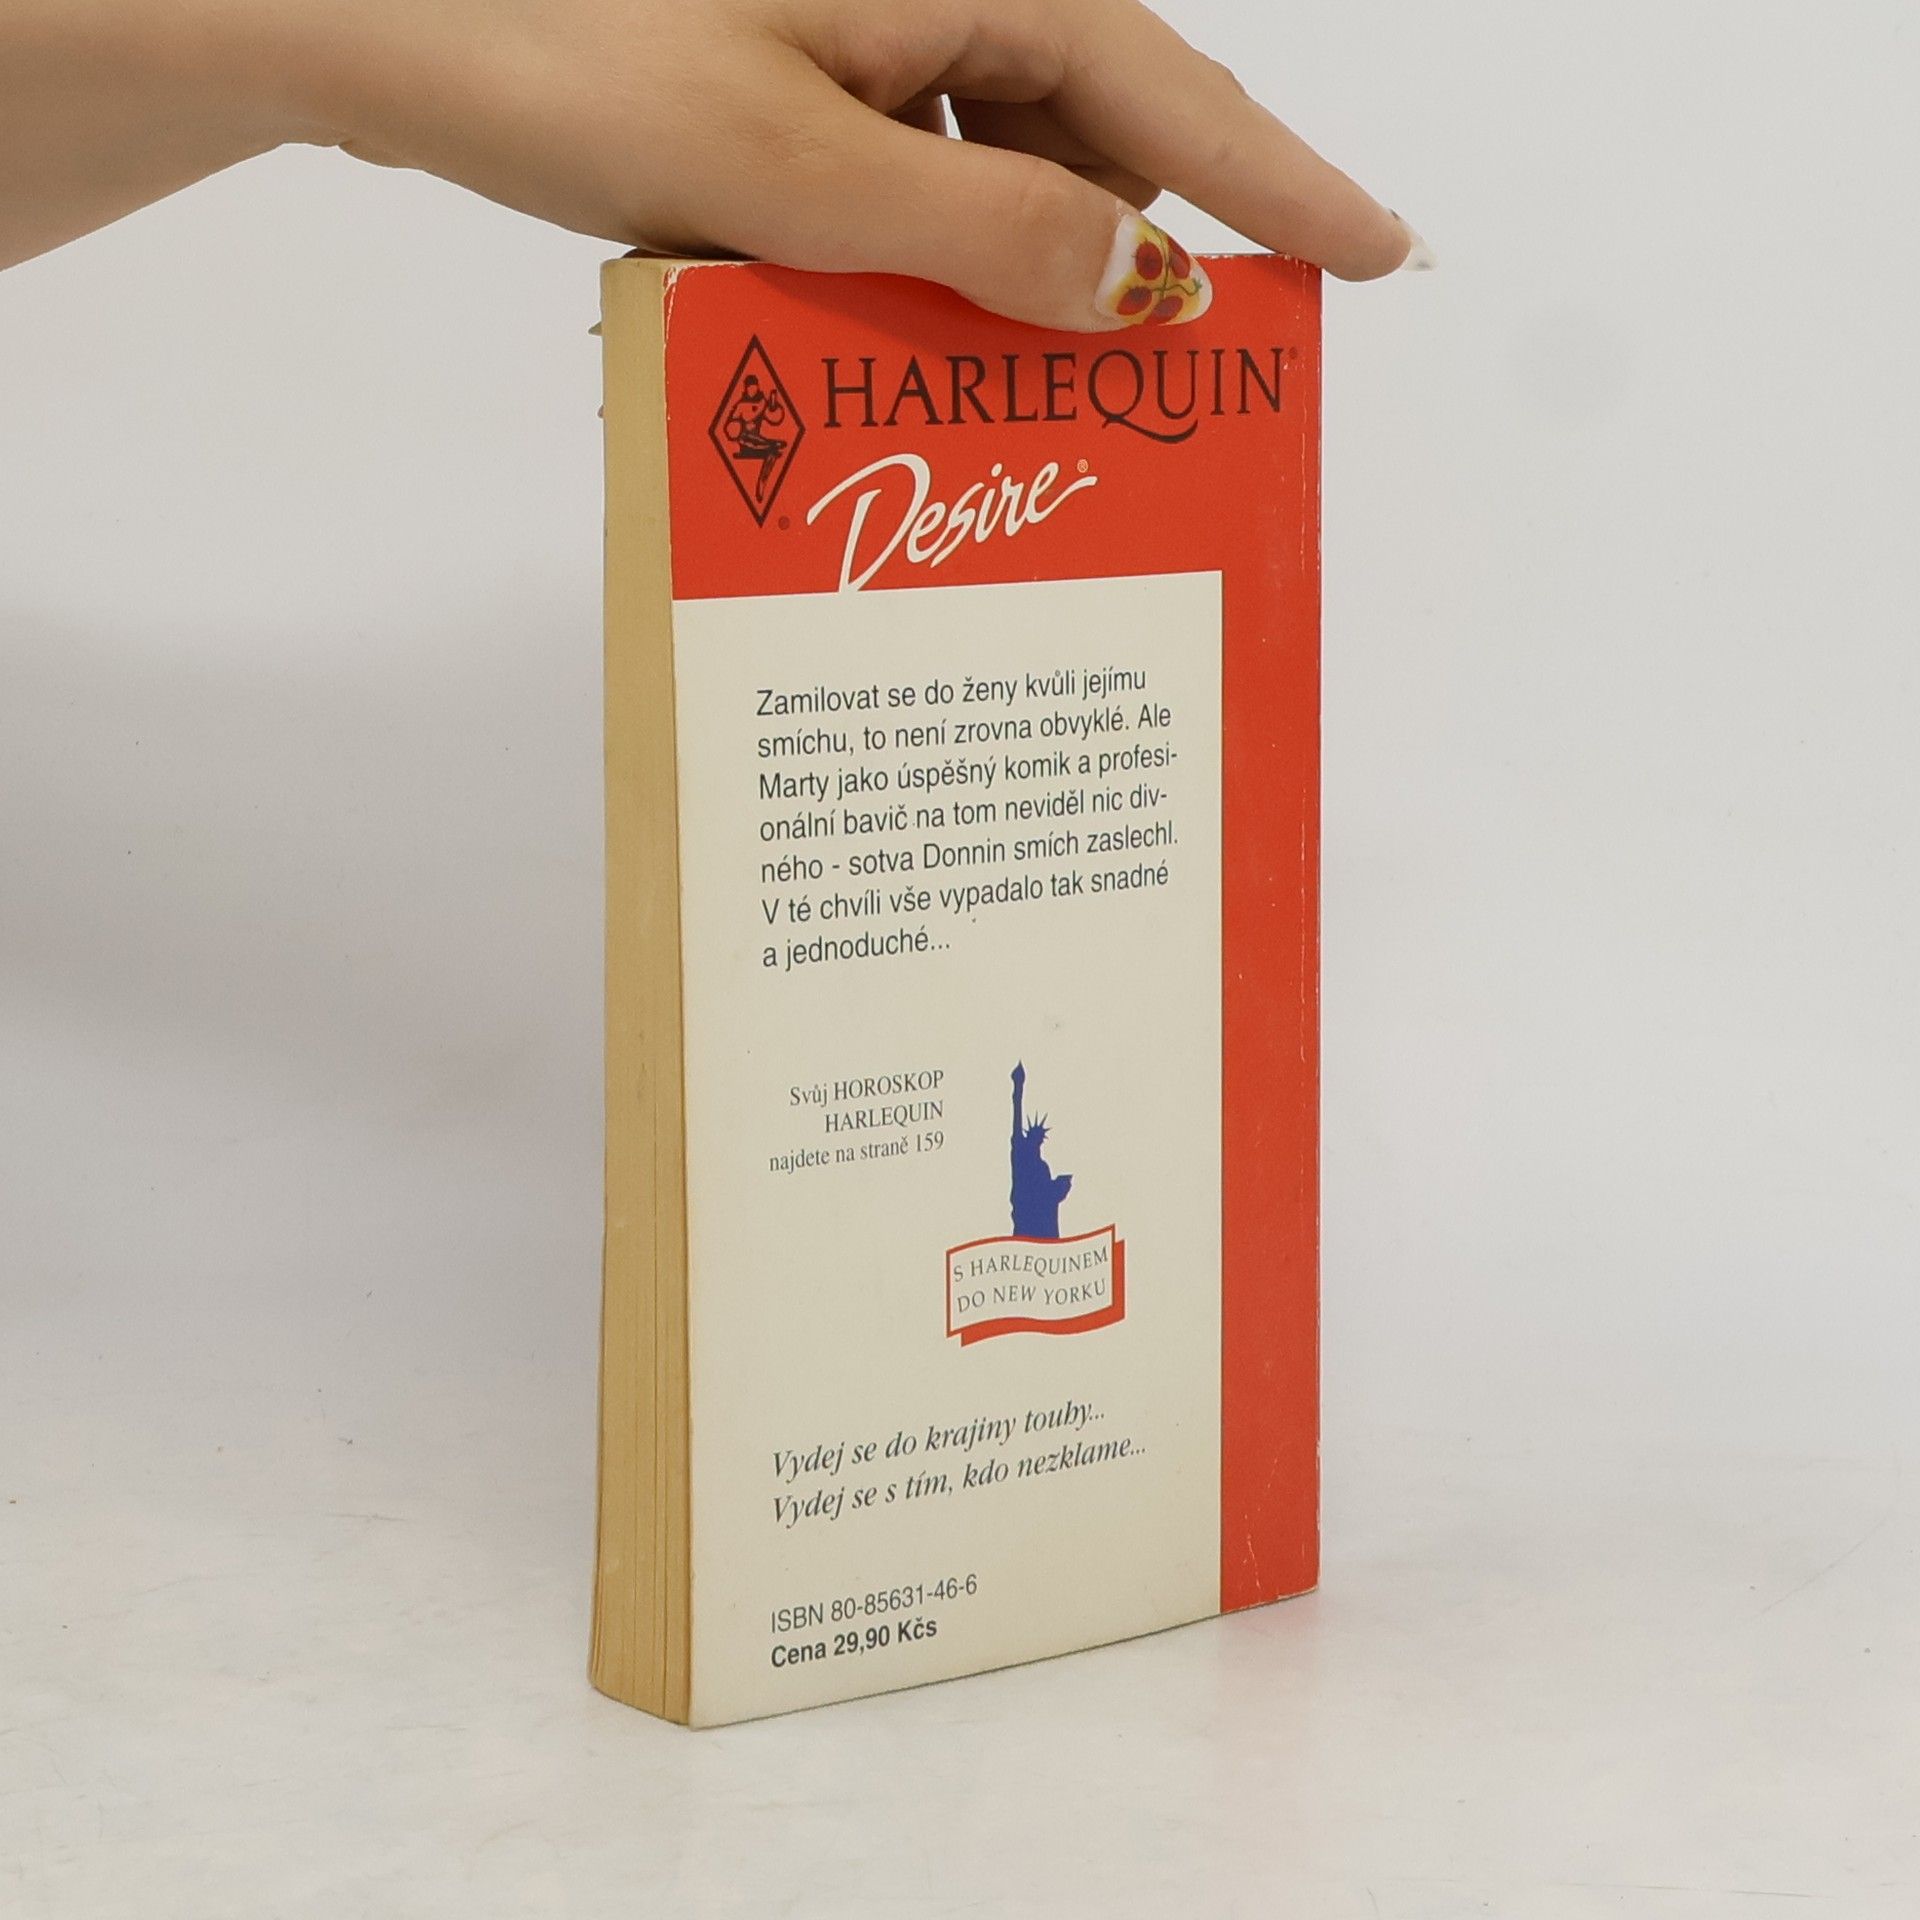 HARLEQUIN®
Desire®
Zamilovat se do ženy kvůli jejímu
smíchu, to není zrovna obvyklé. Ale
Marty jako úspěšný komik a profesi-
onální bavič na tom neviděl nic div-
ného - sotva Donnin smích zaslechl.
V té chvíli vše vypadalo tak snadné
a jednoduché...
Svůj HOROSKOP
HARLEQUIN
najdete na straně 159
S HARLEQUINEM
DO NEW YORKU
Vydej se do krajiny touhy...
Vydej se s tím, kdo nezklame...
ISBN 80-85631-46-6
Cena 29,90 Kčs